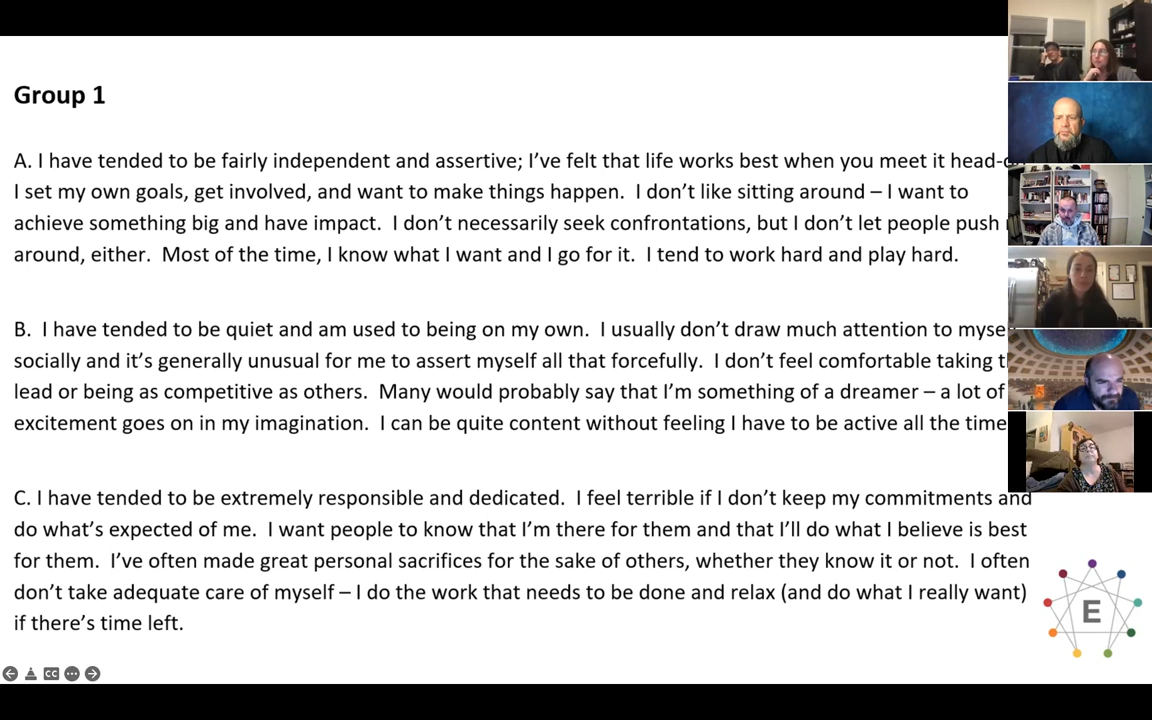 Group 1
A. I have tended to be fairly independent and assertive; I’ve felt that life works best when you meet it
I set my own goals, get involved, and want to make things happen.  I don’t like sitting around – I want to
achieve something big and have impact.  I don’t necessarily seek confrontations, but I don’t let people push
around, either.  Most of the time, I know what I want and I go for it.  I tend to work hard and play hard.
B.  I have tended to be quiet and am used to being on my own.  I usually don’t draw much attention to
socially and it’s generally unusual for me to assert myself all that forcefully.  I don’t feel comfortable taking
lead or being as competitive as others.  Many would probably say that I’m something of a dreamer – a lot of
excitement goes on in my imagination.  I can be quite content without feeling I have to be active all the time
C. I have tended to be extremely responsible and dedicated.  I feel terrible if I don’t keep my commitments and
do what’s expected of me.  I want people to know that I’m there for them and that I’ll do what I believe is best
for them.  I’ve often made great personal sacrifices for the sake of others, whether they know it or not.  I often
don’t take adequate care of myself – I do the work that needs to be done and relax (and do what I really want)
if there’s time left.
E
CC